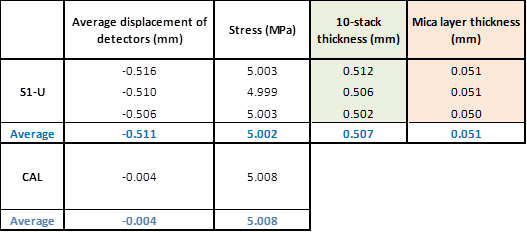 Average displacement of detectors (mm) Stress (MPa) 10-stack thickness (mm) Mica layer thickness (mm)
S1-U -0.516 5.003 0.512 0.051
-0.510 4.999 0.506 0.051
-0.506 5.003 0.502 0.050
Average -0.511 5.002 0.507 0.051
CAL -0.004 5.008
Average -0.004 5.008